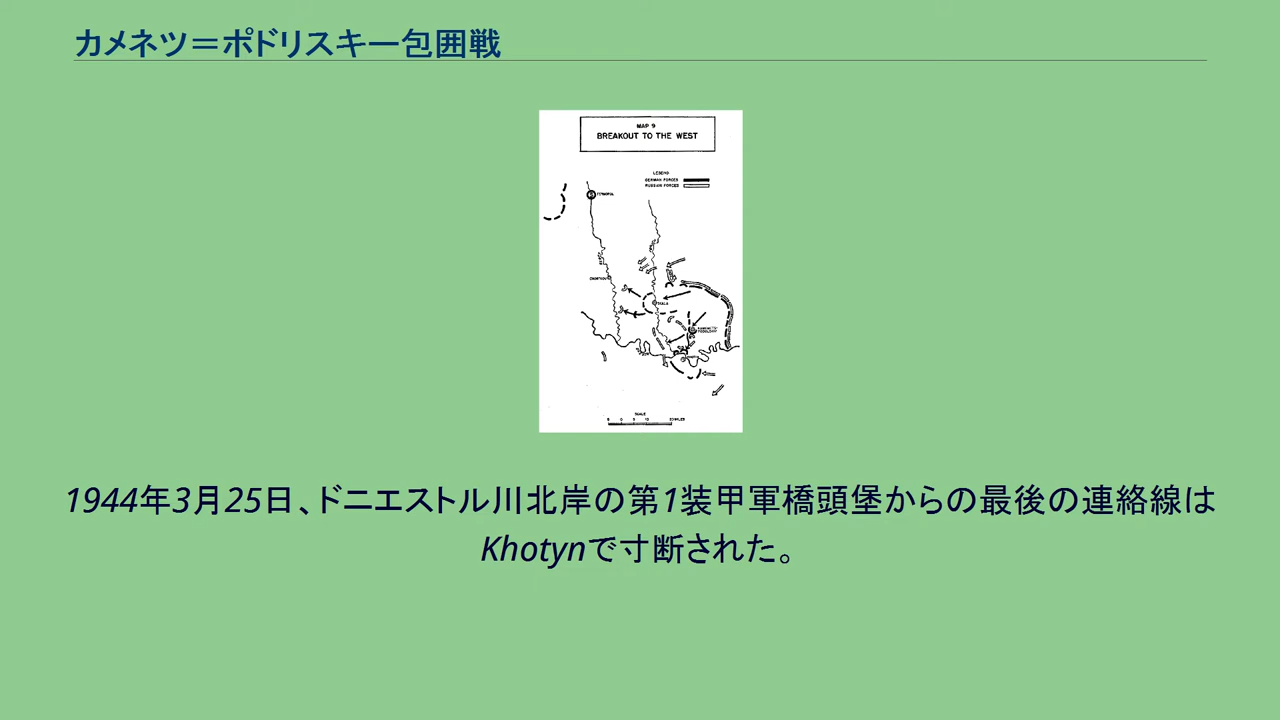 カメネツ＝ポドリスキー包囲戦
MAP 9
BREAKOUT TO THE WEST
LEGEND
GERMAN FORCES
RUSSIAN FORCES
SKALA
SCALE
1944年3月25日、ドニエストル川北岸の第1装甲軍橋頭堡からの最後の連絡線は
Khotynで寸断された。